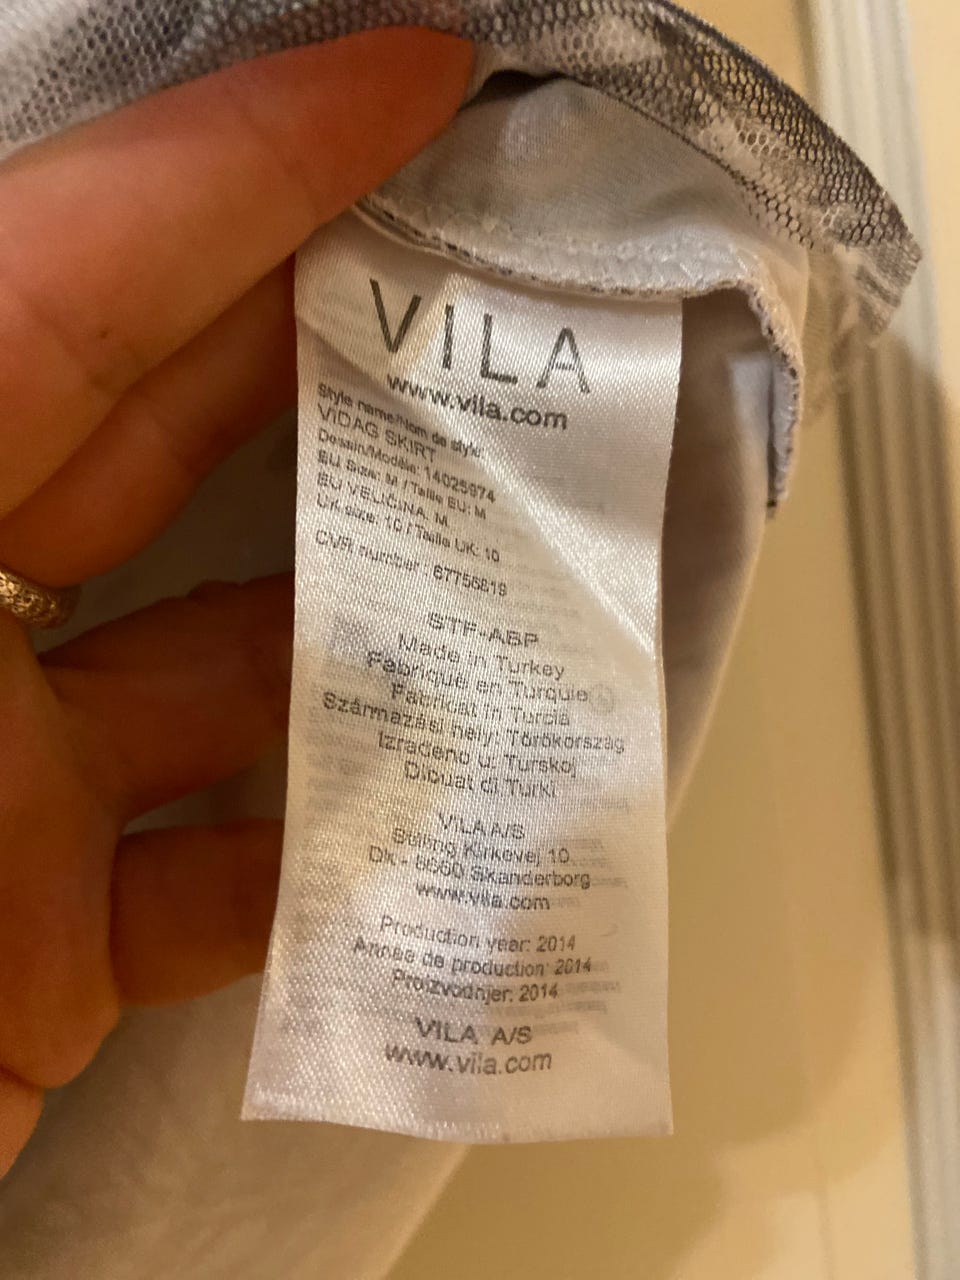 VILA
www.vila.com
Style name/Nom de style:
VIDAG SKIRT
Dessin/Modèle: 14025974
EU Size: M / Taille EU: M
EU VELIČINA: M
UK size: 10 / Taille UK: 10
CVR number: 87756819
STF-ABP
Made in Turkey
Fabriqué en Turquie
Fabricat in Turcia
Származási hely: Törökország
Izrađeno u: Turskoj
Dibuat di Turki
VILA A/S
Stilling Kirkevej 10
Dk - 8660 Skanderborg
www.vila.com
Production year: 2014
Année de production: 2014
Proizvodnjer: 2014
VILA A/S
www.vila.com